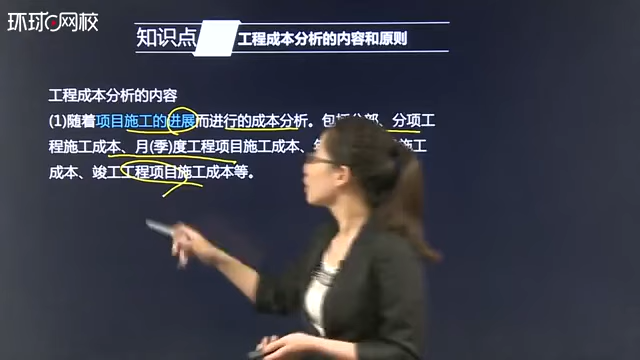 环球网校
知识点
工程成本分析的内容和原则
工程成本分析的内容
(1)随着项目施工的进展而进行的成本分析。包括分部、分项工
程施工成本、月(季)度工程项目施工成本、年 施工
成本、竣工工程项目施工成本等。